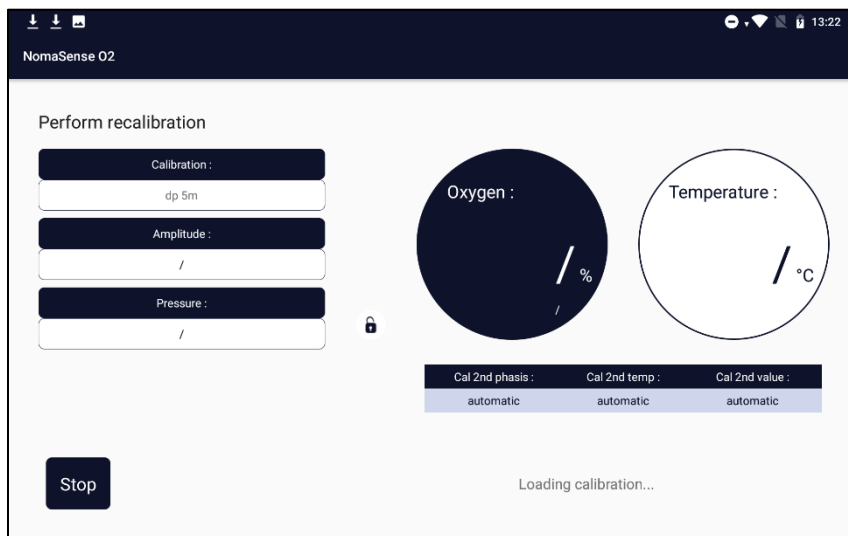 13:22
NomaSense O2
Perform recalibration
Calibration :
dp 5m
Amplitude :
/
Pressure :
/
Oxygen :
/ %
/
Temperature :
/ °C
Cal 2nd phasis : Cal 2nd temp : Cal 2nd value :
automatic automatic automatic
Stop
Loading calibration...